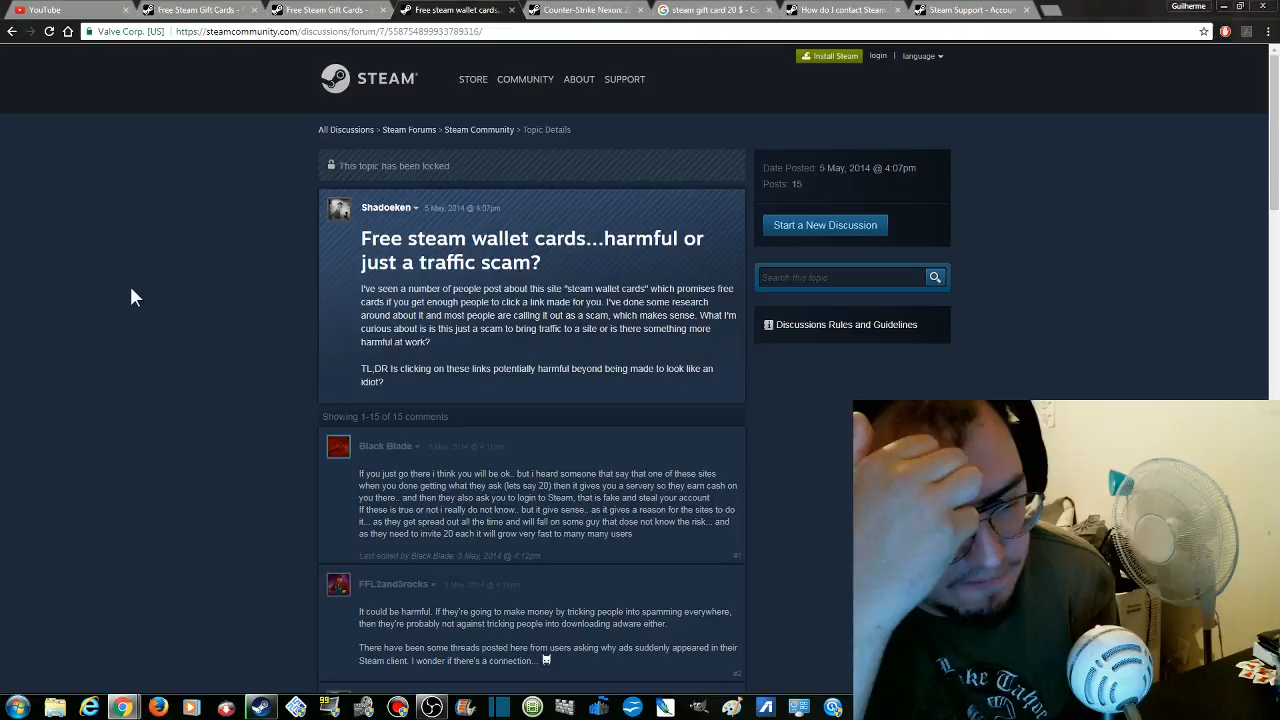 YouTube
Free Steam Gift Cards -
Free Steam Gift Cards -
Free steam wallet cards...
Counter-Strike Nexon: Z
steam gift card 20 $ - Go
How do I contact Steam
Steam Support - Accou
Guilherme
Valve Corp. [US]
https://steamcommunity.com/discussions/forum/7/558754899933789316/
Install Steam
login
language
STEAM
STORE
COMMUNITY
ABOUT
SUPPORT
All Discussions > Steam Forums > Steam Community > Topic Details
This topic has been locked
Shadoeken
5 May, 2014 @ 4:07pm
Free steam wallet cards...harmful or
just a traffic scam?
I've seen a number of people post about this site "steam wallet cards" which promises free
cards if you get enough people to click a link made for you. I've done some research
around about it and most people are calling it out as a scam, which makes sense. What I'm
curious about is is this just a scam to bring traffic to a site or is there something more
harmful at work?
TL,DR Is clicking on these links potentially harmful beyond being made to look like an
idiot?
Date Posted: 5 May, 2014 @ 4:07pm
Posts: 15
Start a New Discussion
Search this topic
Discussions Rules and Guidelines
Showing 1-15 of 15 comments
Black Blade
5 May, 2014 @ 4:11pm
If you just go there i think you will be ok.. but i heard someone that say that one of these sites
when you done getting what they ask (lets say 20) then it gives you a servery so they earn cash on
you there.. and then they also ask you to login to Steam, that is fake and steal your account
If these is true or not i really do not know.. but it give sense.. as it gives a reason for the sites to do
it... as they get spread out all the time and will fall on some guy that dose not know the risk... and
as they need to invite 20 each it will grow very fast to many many users
Last edited by Black Blade; 5 May, 2014 @ 4:12pm
#1
FFL2and3rocks
5 May, 2014 @ 4:15pm
It could be harmful. If they're going to make money by tricking people into spamming everywhere,
then they're probably not against tricking people into downloading adware either.
There have been some threads posted here from users asking why ads suddenly appeared in their
Steam client. I wonder if there's a connection...
#2
Lake Tahoe
99